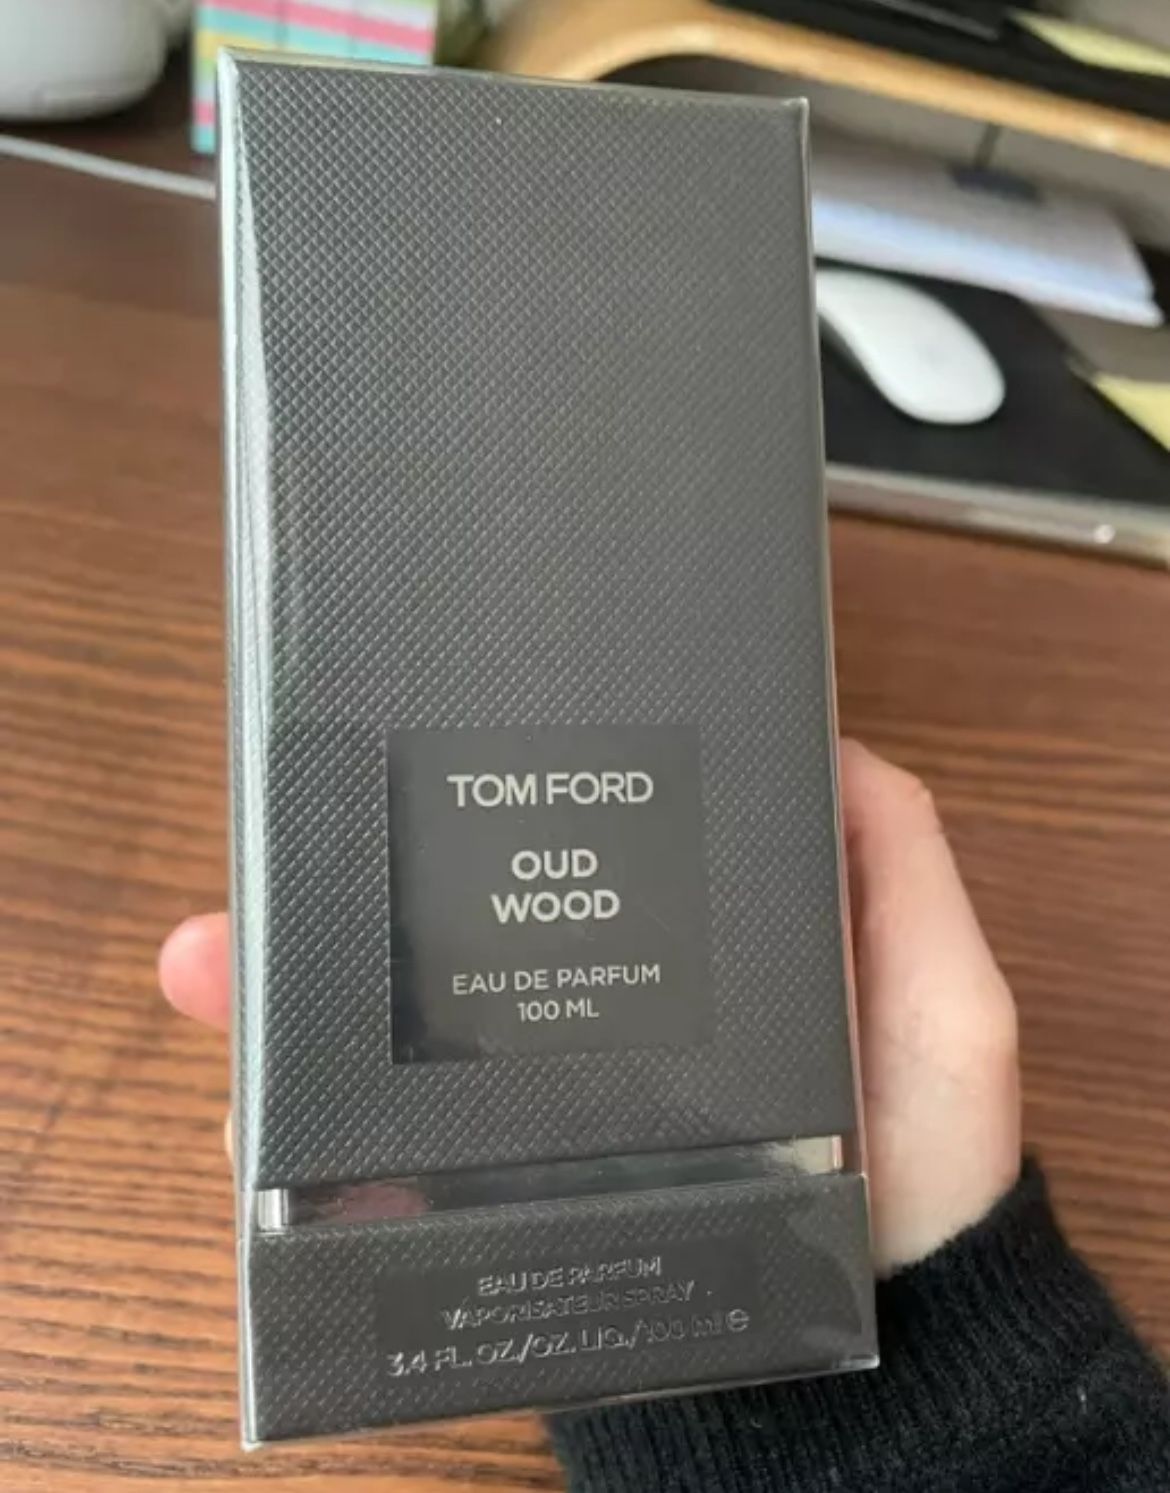 TOM FORD
OUD
WOOD
EAU DE PARFUM
100 ML
EAU DE PARFUM
VAPORISATEUR SPRAY
3.4 FL. OZ./OZ. LIQ./100 ml ℮